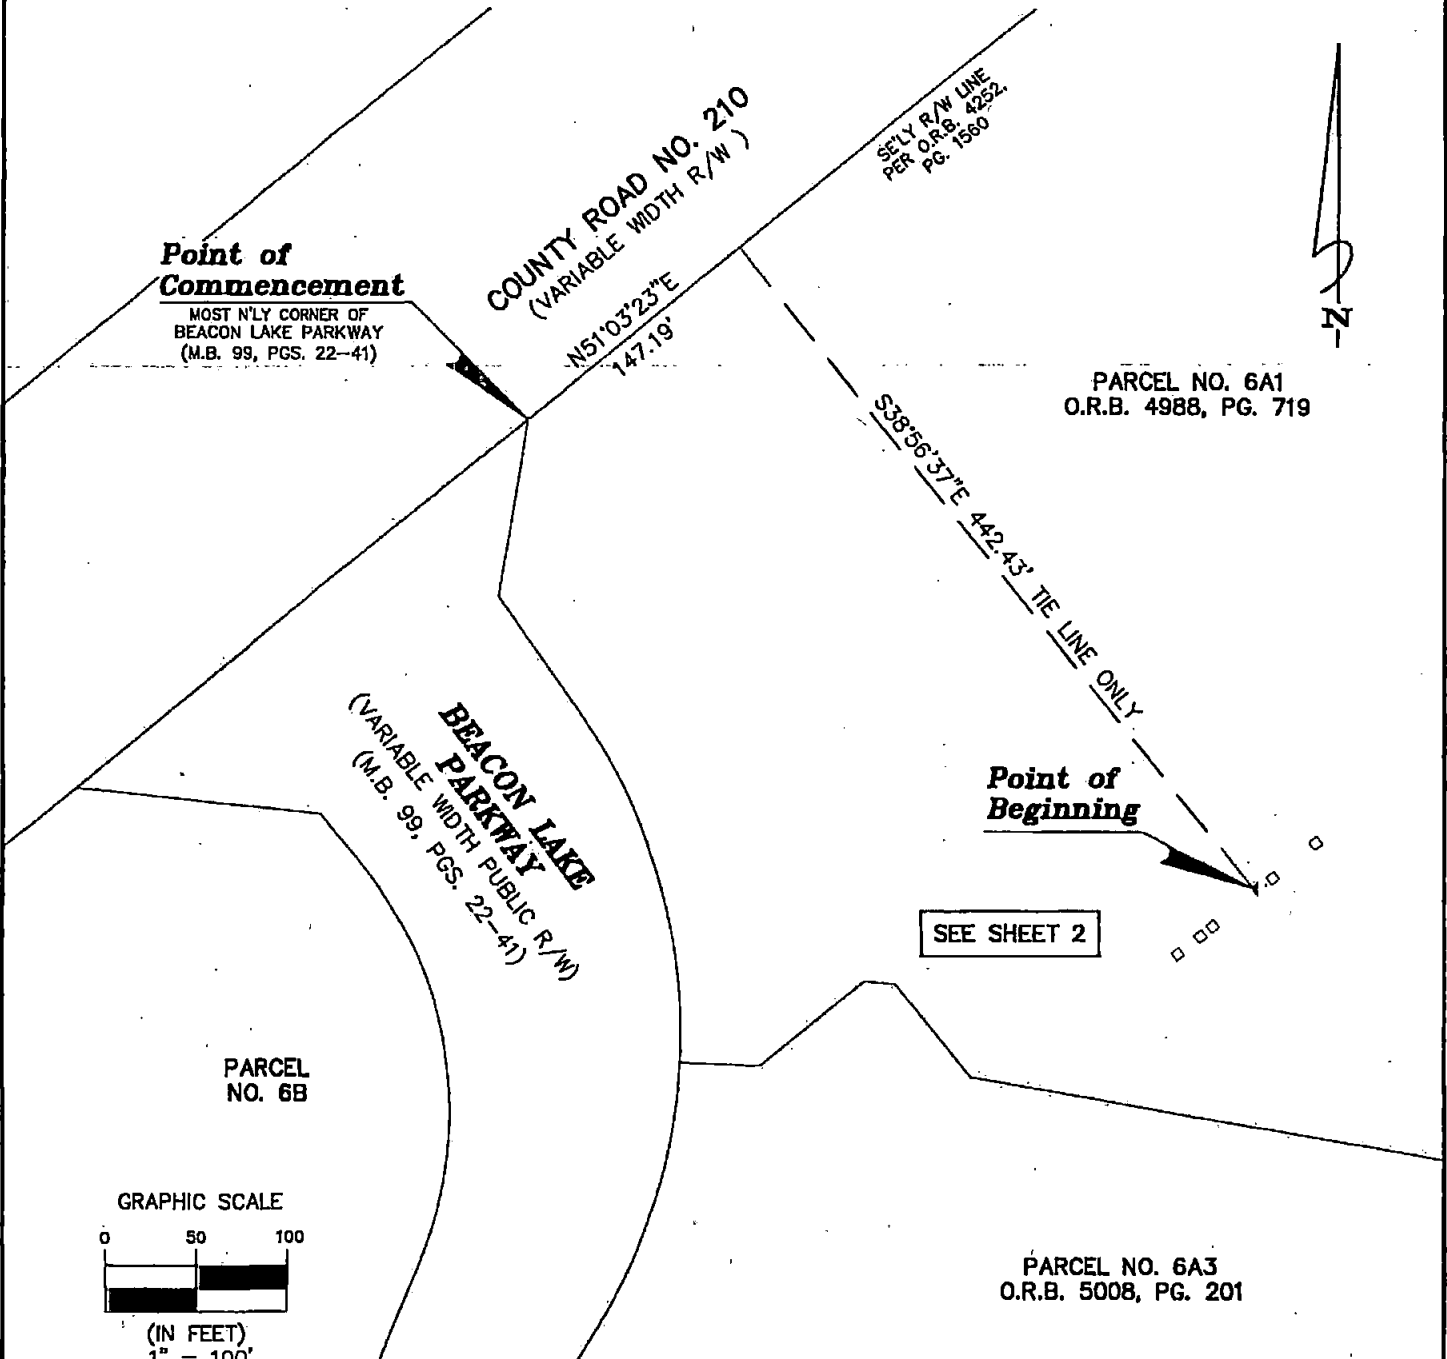 COUNTY ROAD NO. 210
(VARIABLE WIDTH R/W )
SE'LY R/W LINE
PER O.R.B. 4252,
PG. 1560
Point of
Commencement
MOST N'LY CORNER OF
BEACON LAKE PARKWAY
(M.B. 99, PGS. 22-41)
N51°03'23"E
147.19'
N
PARCEL NO. 6A1
O.R.B. 4988, PG. 719
S38°56'37"E 442.43' TIE LINE ONLY
BEACON LAKE
PARKWAY
(VARIABLE WIDTH PUBLIC R/W)
(M.B. 99, PGS. 22-41)
Point of
Beginning
SEE SHEET 2
PARCEL
NO. 6B
GRAPHIC SCALE
0 50 100
(IN FEET)
1" = 100'
PARCEL NO. 6A3
O.R.B. 5008, PG. 201